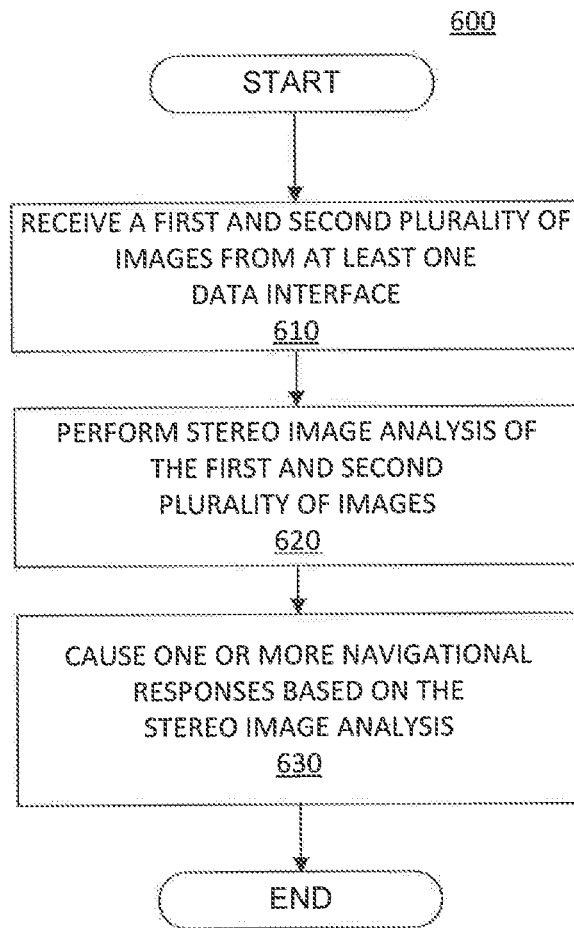 600
START
RECEIVE A FIRST AND SECOND PLURALITY OF
IMAGES FROM AT LEAST ONE
DATA INTERFACE
610
PERFORM STEREO IMAGE ANALYSIS OF
THE FIRST AND SECOND
PLURALITY OF IMAGES
620
CAUSE ONE OR MORE NAVIGATIONAL
RESPONSES BASED ON THE
STEREO IMAGE ANALYSIS
630
END